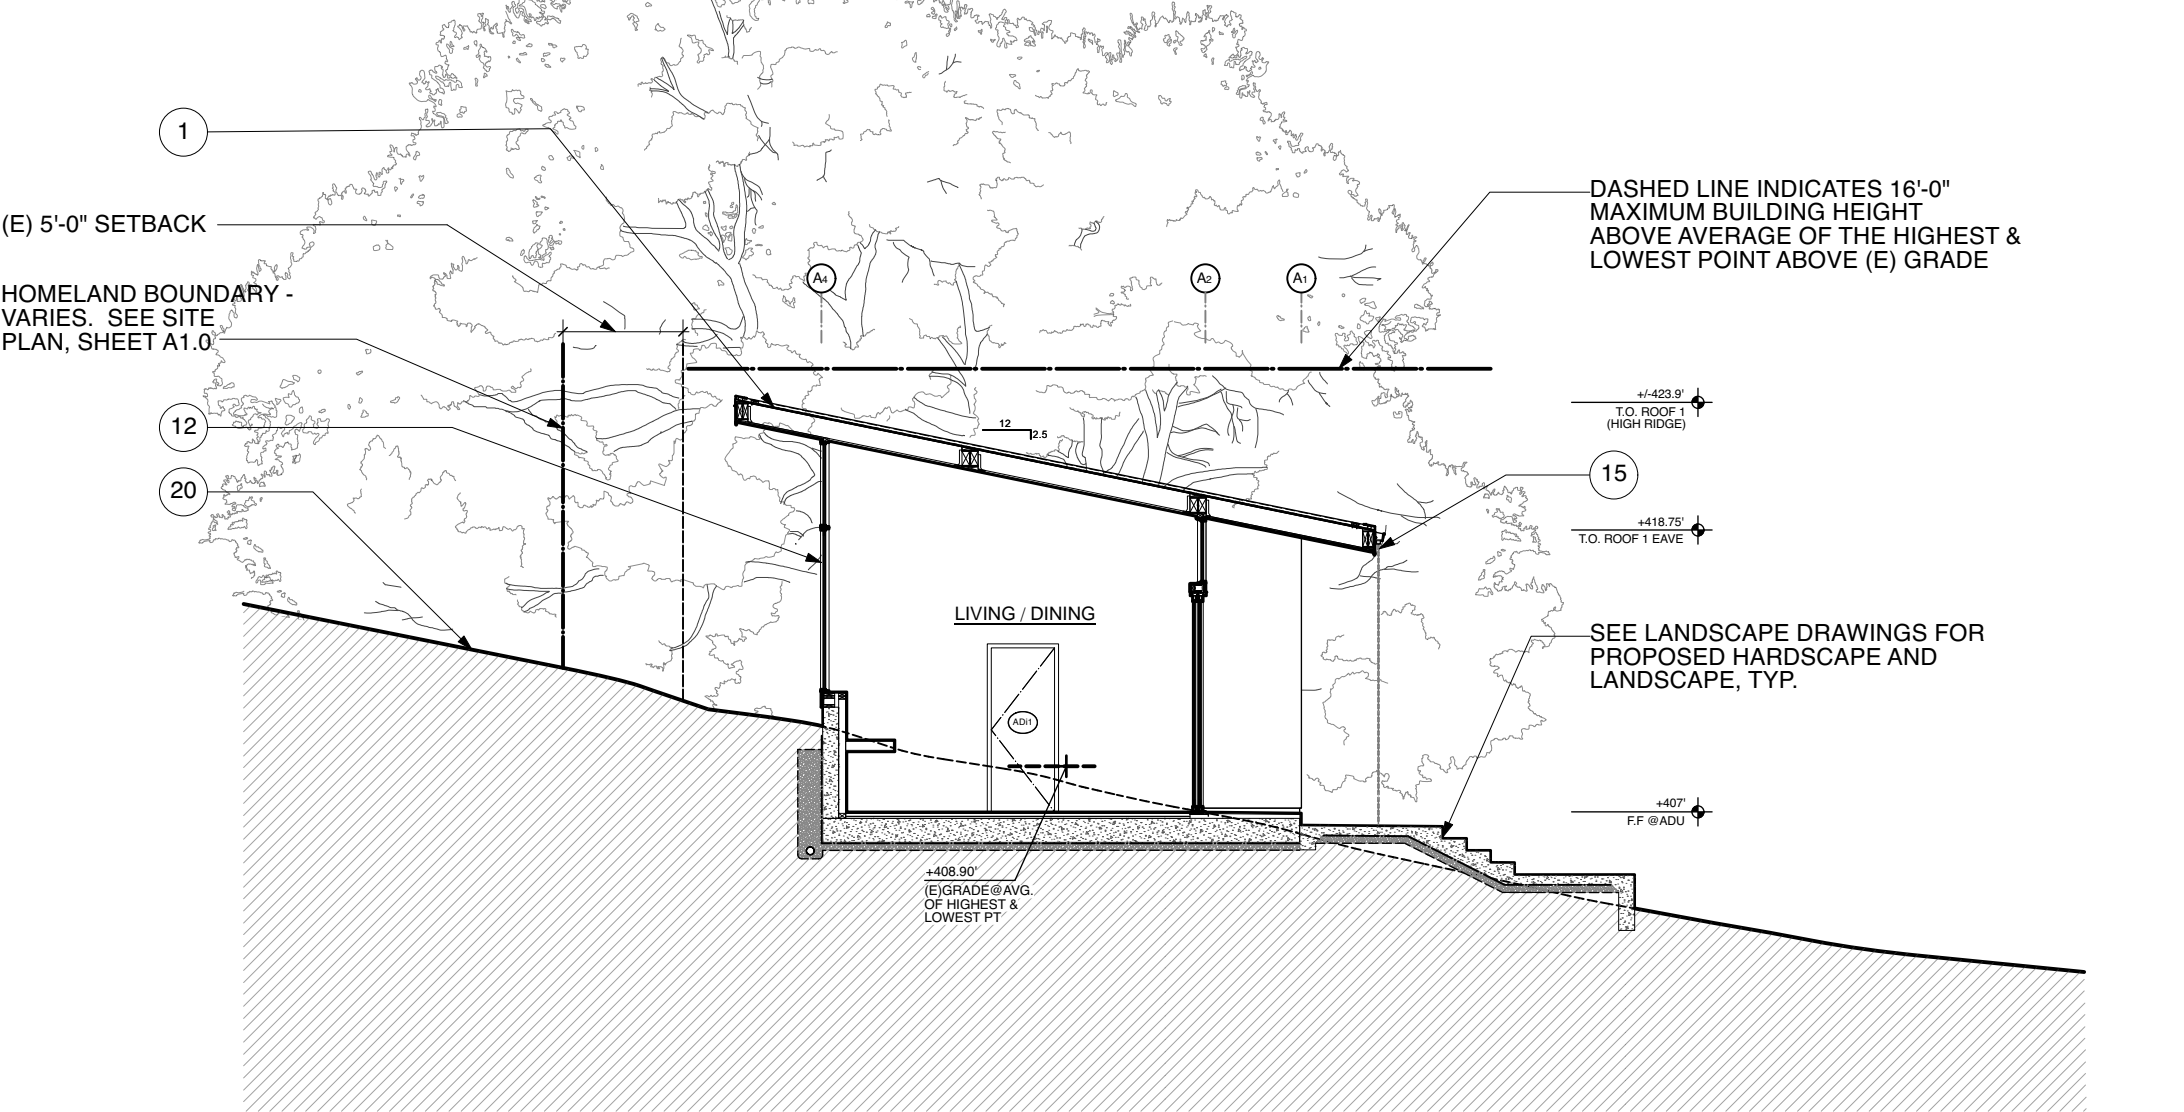 1
(E) 5'-0" SETBACK
HOMELAND BOUNDARY -
VARIES. SEE SITE
PLAN, SHEET A1.0
12
20
A4
A2
A1
DASHED LINE INDICATES 16'-0"
MAXIMUM BUILDING HEIGHT
ABOVE AVERAGE OF THE HIGHEST &
LOWEST POINT ABOVE (E) GRADE
+/-423.9'
T.O. ROOF 1
(HIGH RIDGE)
12
2.5
15
+418.75'
T.O. ROOF 1 EAVE
LIVING / DINING
SEE LANDSCAPE DRAWINGS FOR
PROPOSED HARDSCAPE AND
LANDSCAPE, TYP.
ADi1
+407'
F.F @ADU
+408.90'
(E)GRADE@AVG.
OF HIGHEST &
LOWEST PT